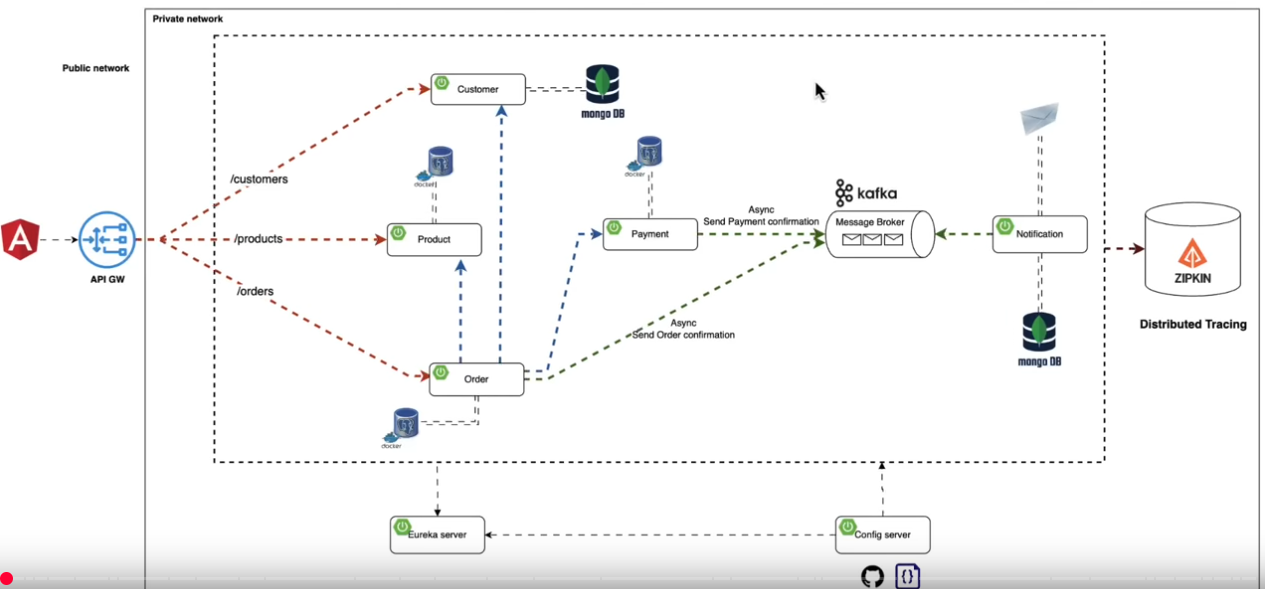 Private network
Public network
Customer
mongo DB
docker
docker
/customers
kafka
Async
Send Payment confirmation
Message Broker
/products
Product
Payment
Notification
API GW
ZIPKIN
/orders
Async
Send Order confirmation
Distributed Tracing
mongo DB
Order
docker
Eureka server
Config server
{}